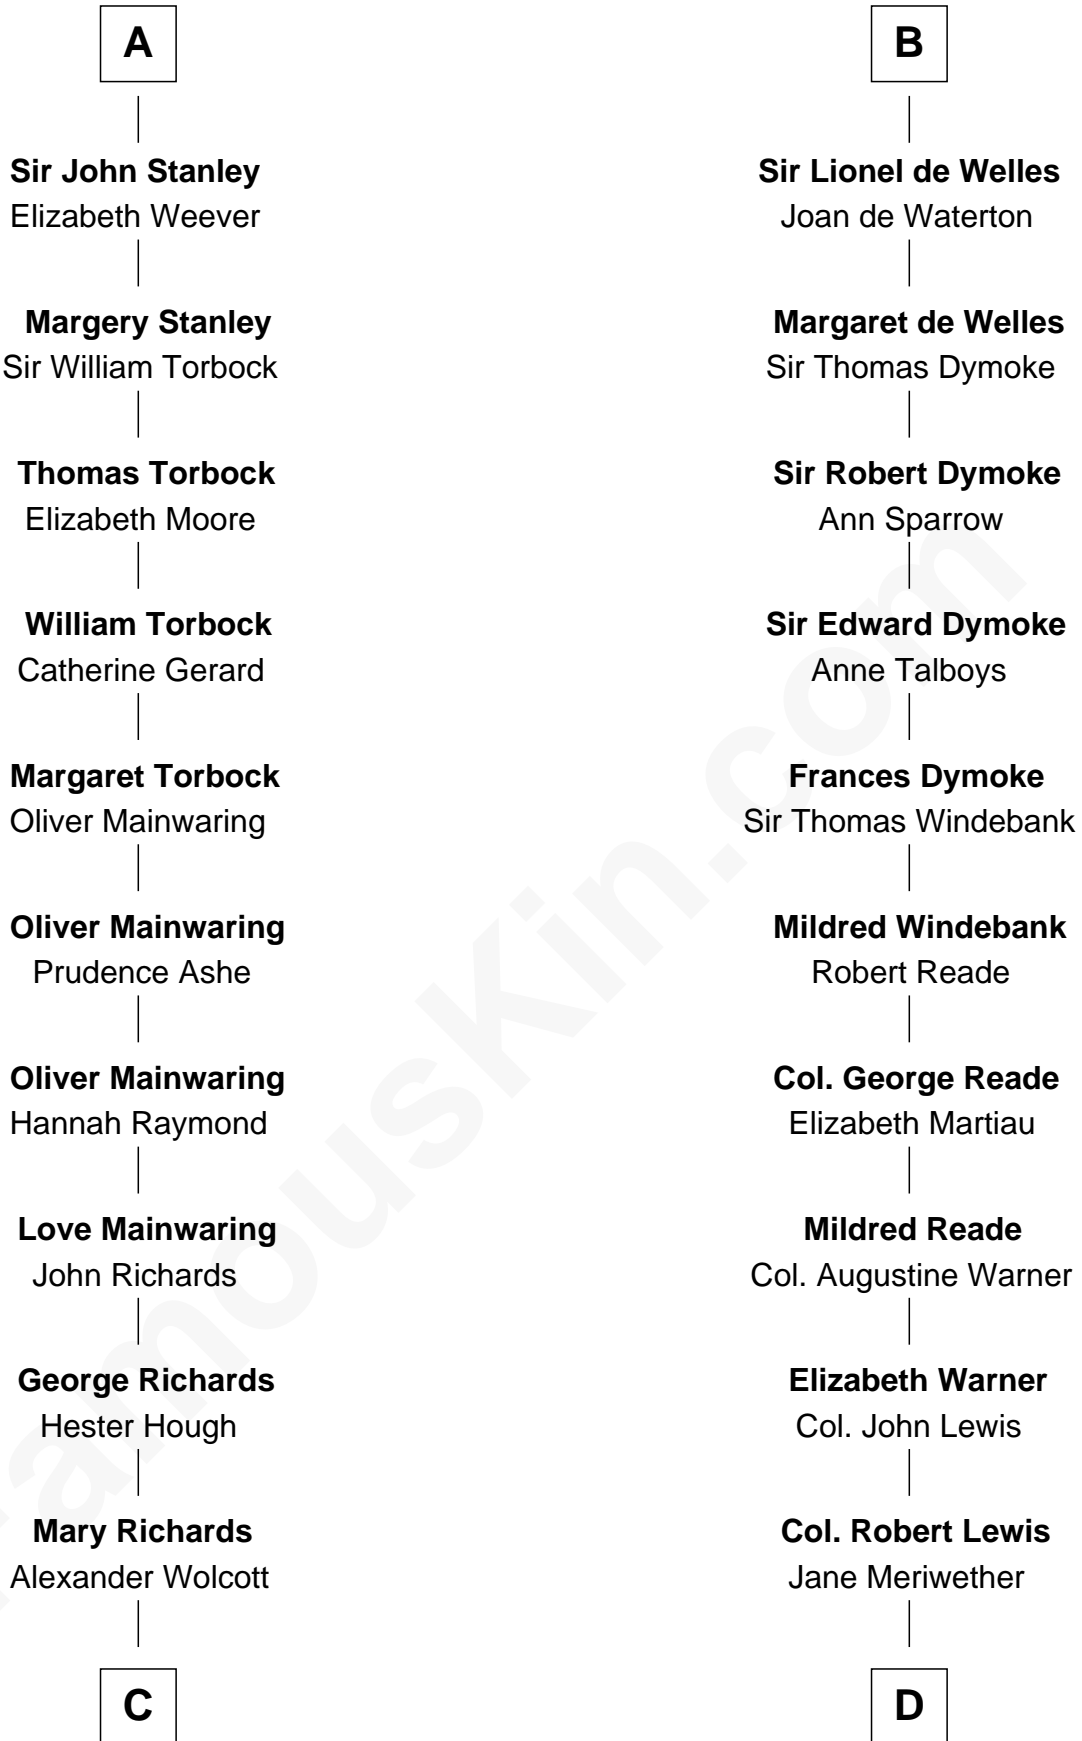 A
Sir John Stanley
Elizabeth Weever
Margery Stanley
Sir William Torbock
Thomas Torbock
Elizabeth Moore
William Torbock
Catherine Gerard
Margaret Torbock
Oliver Mainwaring
Oliver Mainwaring
Prudence Ashe
Oliver Mainwaring
Hannah Raymond
Love Mainwaring
John Richards
George Richards
Hester Hough
Mary Richards
Alexander Wolcott
C
B
Sir Lionel de Welles
Joan de Waterton
Margaret de Welles
Sir Thomas Dymoke
Sir Robert Dymoke
Ann Sparrow
Sir Edward Dymoke
Anne Talboys
Frances Dymoke
Sir Thomas Windebank
Mildred Windebank
Robert Reade
Col. George Reade
Elizabeth Martiau
Mildred Reade
Col. Augustine Warner
Elizabeth Warner
Col. John Lewis
Col. Robert Lewis
Jane Meriwether
D
FamousKin.com